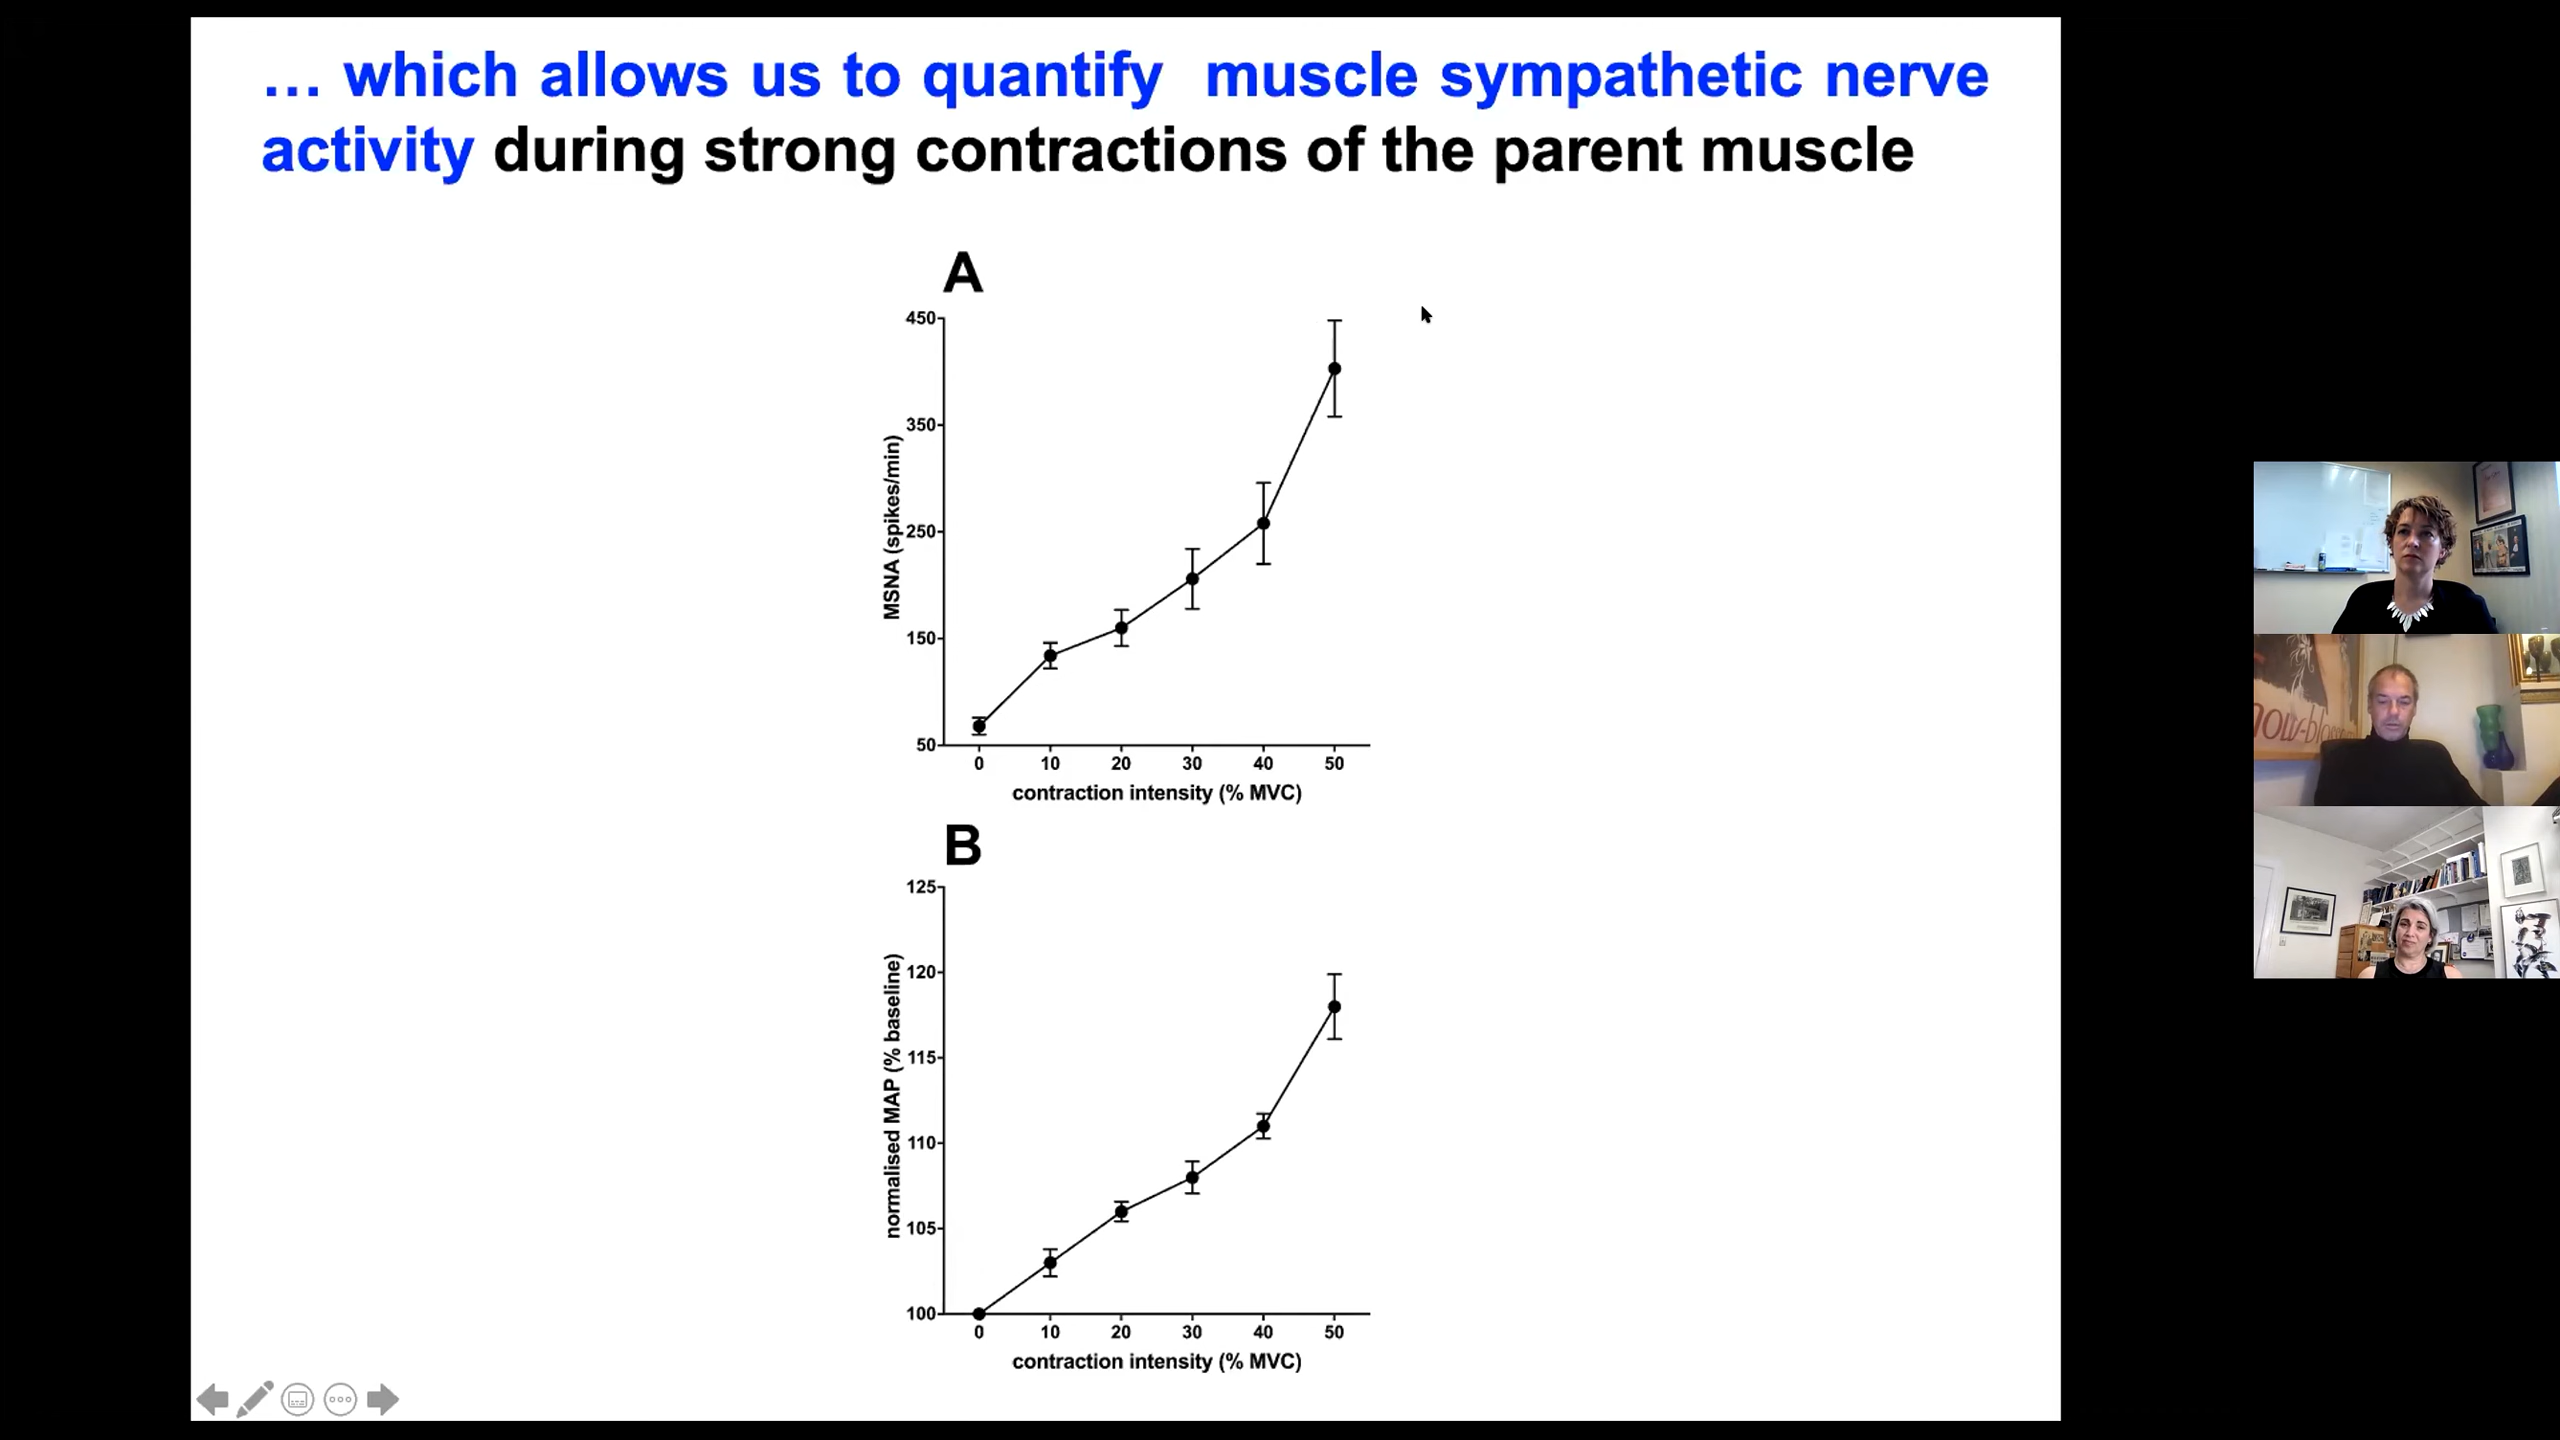 … which allows us to quantify  muscle sympathetic nerve
activity during strong contractions of the parent muscle
A
450
350
250
150
50
MSNA (spikes/min)
0 10 20 30 40 50
contraction intensity (% MVC)
B
125
120
115
110
105
100
normalised MAP (% baseline)
0 10 20 30 40 50
contraction intensity (% MVC)